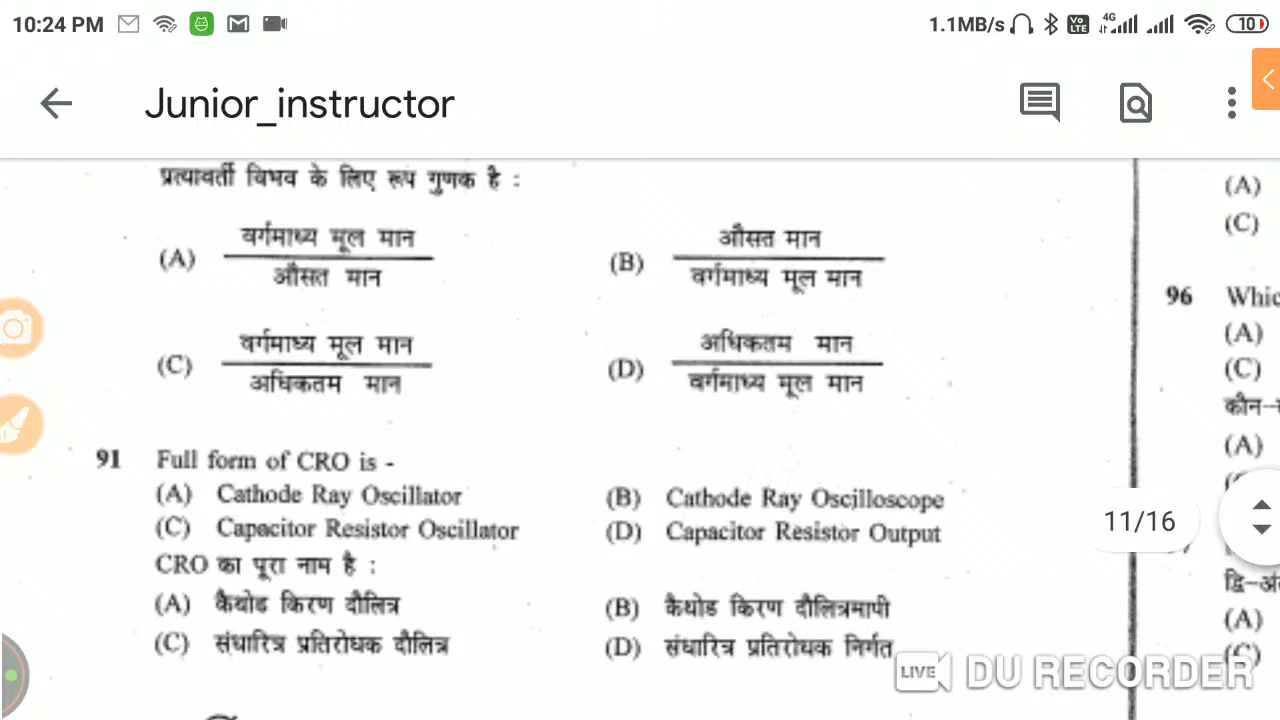 10:24 PM 1.1MB/s Vo LTE 4G 10
Junior_instructor
प्रत्यावर्ती विभव के लिए रूप गुणक है :
(A) वर्गमाध्य मूल मान
औसत मान
(B) औसत मान
वर्गमाध्य मूल मान
(C) वर्गमाध्य मूल मान
अधिकतम मान
(D) अधिकतम मान
वर्गमाध्य मूल मान
91 Full form of CRO is -
(A) Cathode Ray Oscillator (B) Cathode Ray Oscilloscope
(C) Capacitor Resistor Oscillator (D) Capacitor Resistor Output
CRO का पूरा नाम है :
(A) कैथोड किरण दौलित्र (B) कैथोड किरण दौलित्रमापी
(C) संधारित्र प्रतिरोधक दौलित्र (D) संधारित्र प्रतिरोधक निर्गत
(A)
(C)
96 Whic
(A)
(C)
कौन-
(A)
11/16
द्वि-अं
(A)
(C)
LIVE DU RECORDER